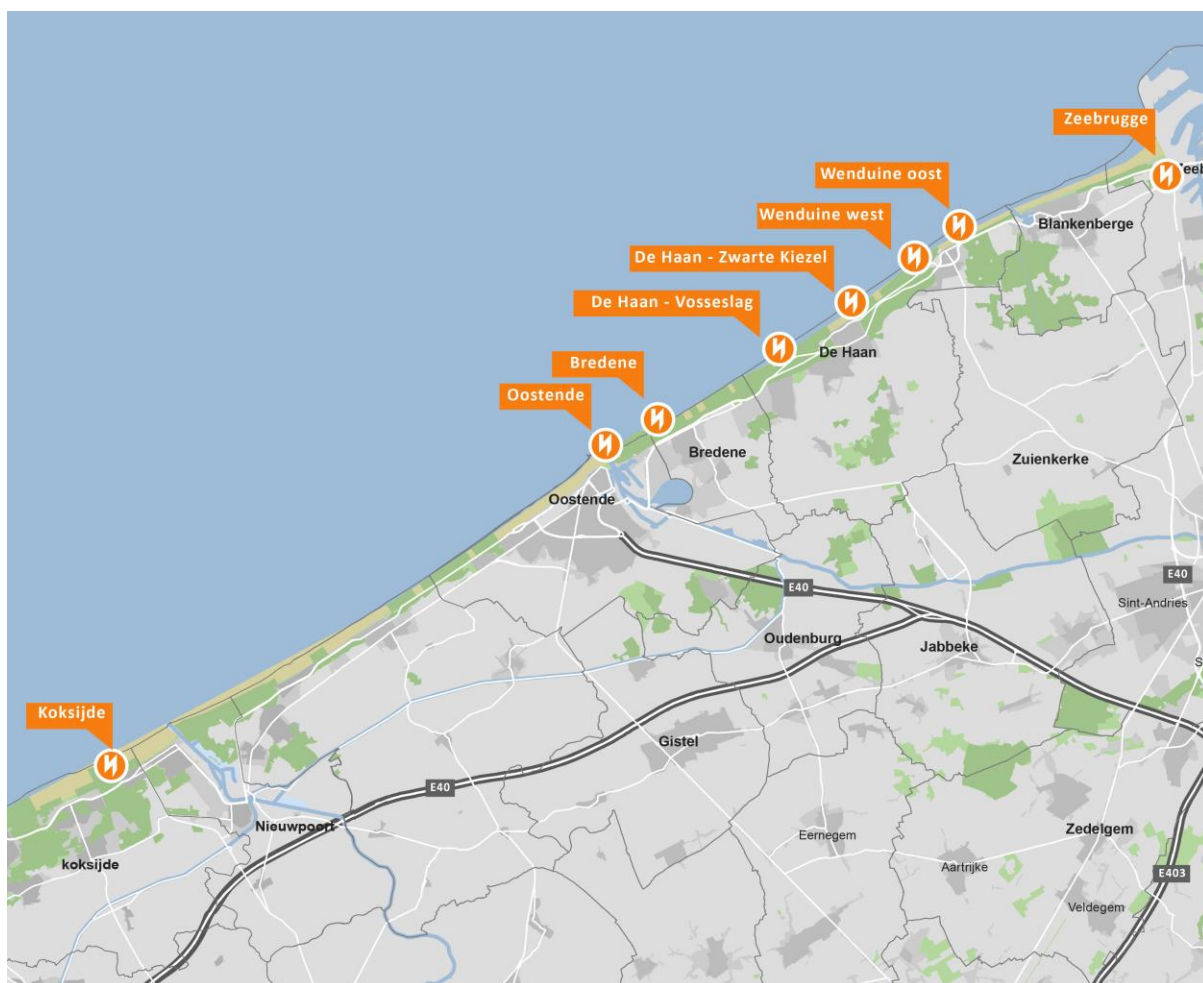 Zeebrugge
Wenduine oost
Wenduine west
Blankenberge
De Haan - Zwarte Kiezel
De Haan - Vosseslag
De Haan
Bredene
Oostende
Bredene
Zuienkerke
Oostende
E40
E40
Sint-Andries
Oudenburg
Jabbeke
Koksijde
Gistel
E40
Nieuwpoort
Eernegem
Zedelgem
koksijde
Aartrijke
E403
Veldegem